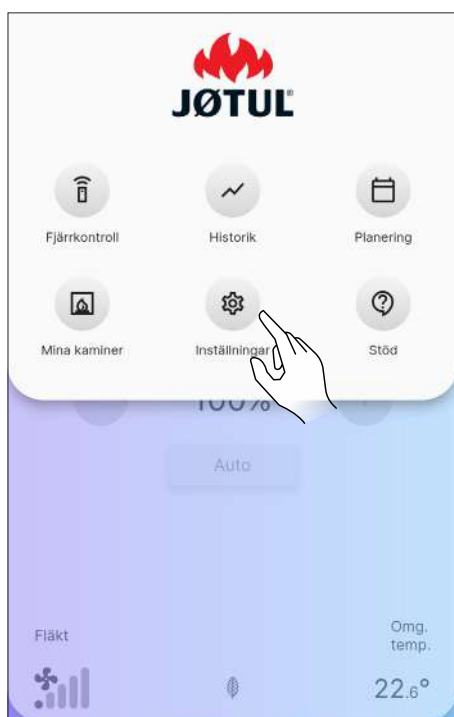 JØTUL®
Fjärrkontroll
Historik
Planering
Mina kaminer
Inställningar
Stöd
100%
Auto
Fläkt
Omg.
temp.
22.6°